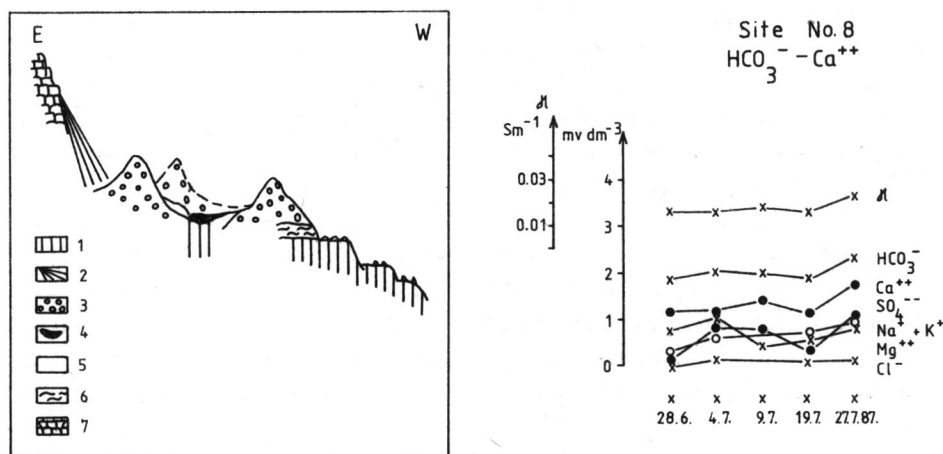 E W
1
2
3
4
5
6
7
Site No. 8
HCO₃⁻ – Ca⁺⁺
ϰ
Sm⁻¹ mv dm⁻³
0.03
0.01
4
3
2
1
0
ϰ
HCO₃⁻
Ca⁺⁺
SO₄⁻⁻
Na⁺ + K⁺
Mg⁺⁺
Cl⁻
28.6. 4.7. 9.7. 19.7. 27.7.87.